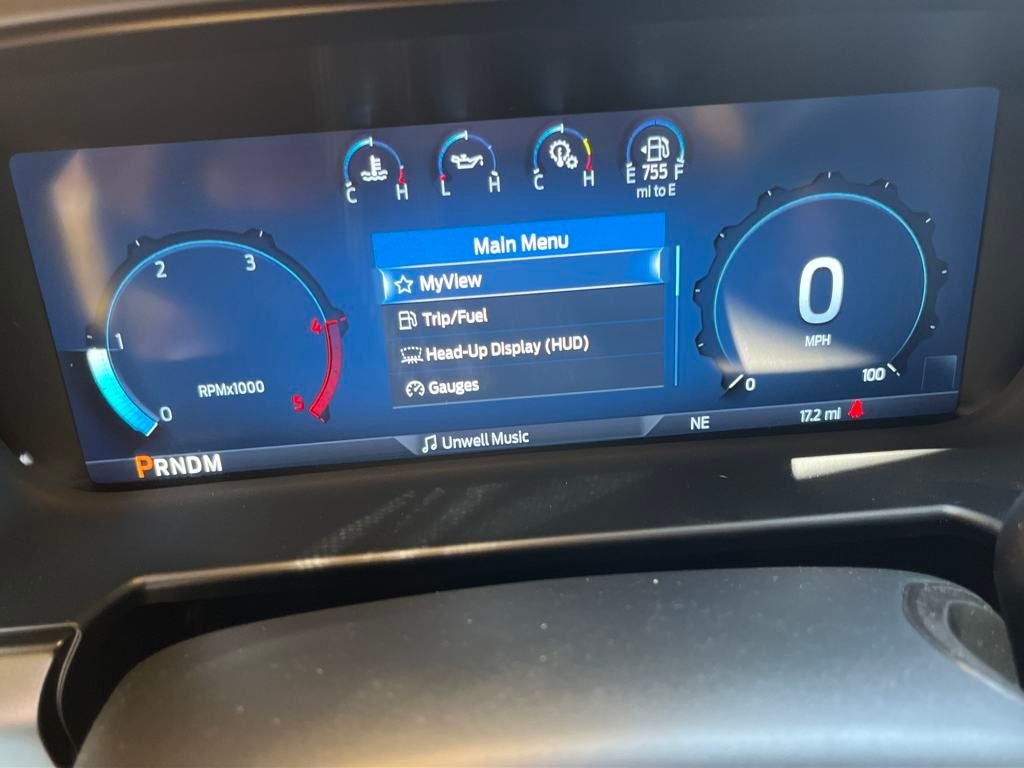 C H
L H
C H
E 755 F
mi to E
Main Menu
MyView
Trip/Fuel
Head-Up Display (HUD)
Gauges
0
1
2
3
4
5
RPMx1000
0
MPH
0
100
PRNDM
Unwell Music
NE
17.2 mi